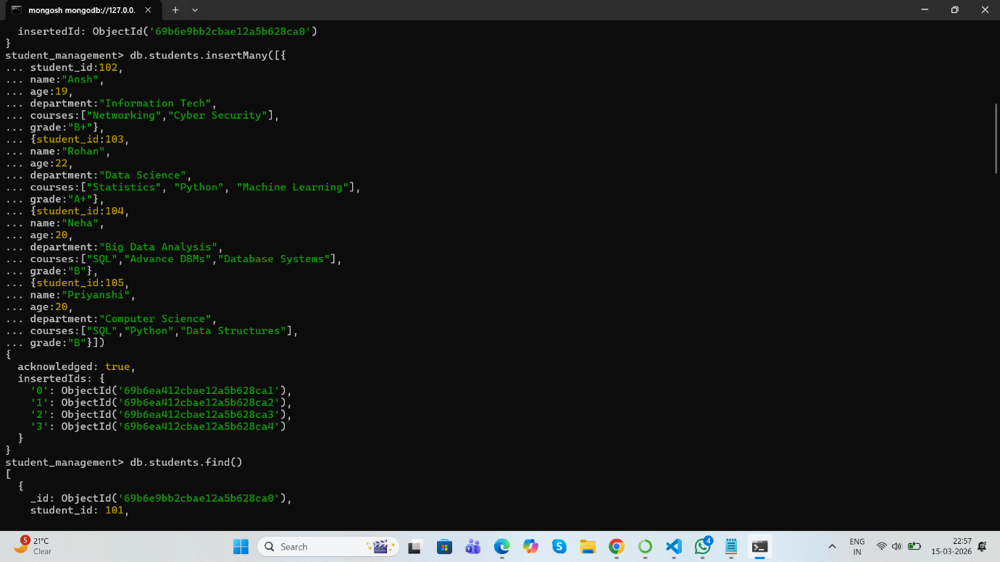 mongosh mongodb://127.0.0.
insertedId: ObjectId('69b6e9bb2cbae12a5b628ca0')
}
student_management> db.students.insertMany([{
... student_id:102,
... name:"Ansh",
... age:19,
... department:"Information Tech",
... courses:["Networking","Cyber Security"],
... grade:"B+"},
... {student_id:103,
... name:"Rohan",
... age:22,
... department:"Data Science",
... courses:["Statistics", "Python", "Machine Learning"],
... grade:"A+"},
... {student_id:104,
... name:"Neha",
... age:20,
... department:"Big Data Analysis",
... courses:["SQL","Advance DBMs","Database Systems"],
... grade:"B"},
... {student_id:105,
... name:"Priyanshi",
... age:20,
... department:"Computer Science",
... courses:["SQL","Python","Data Structures"],
... grade:"B"}])
{
acknowledged: true,
insertedIds: {
'0': ObjectId('69b6ea412cbae12a5b628ca1'),
'1': ObjectId('69b6ea412cbae12a5b628ca2'),
'2': ObjectId('69b6ea412cbae12a5b628ca3'),
'3': ObjectId('69b6ea412cbae12a5b628ca4')
}
}
student_management> db.students.find()
[
{
_id: ObjectId('69b6e9bb2cbae12a5b628ca0'),
student_id: 101,
5
21°C
Clear
Search
4
ENG
IN
22:57
15-03-2026